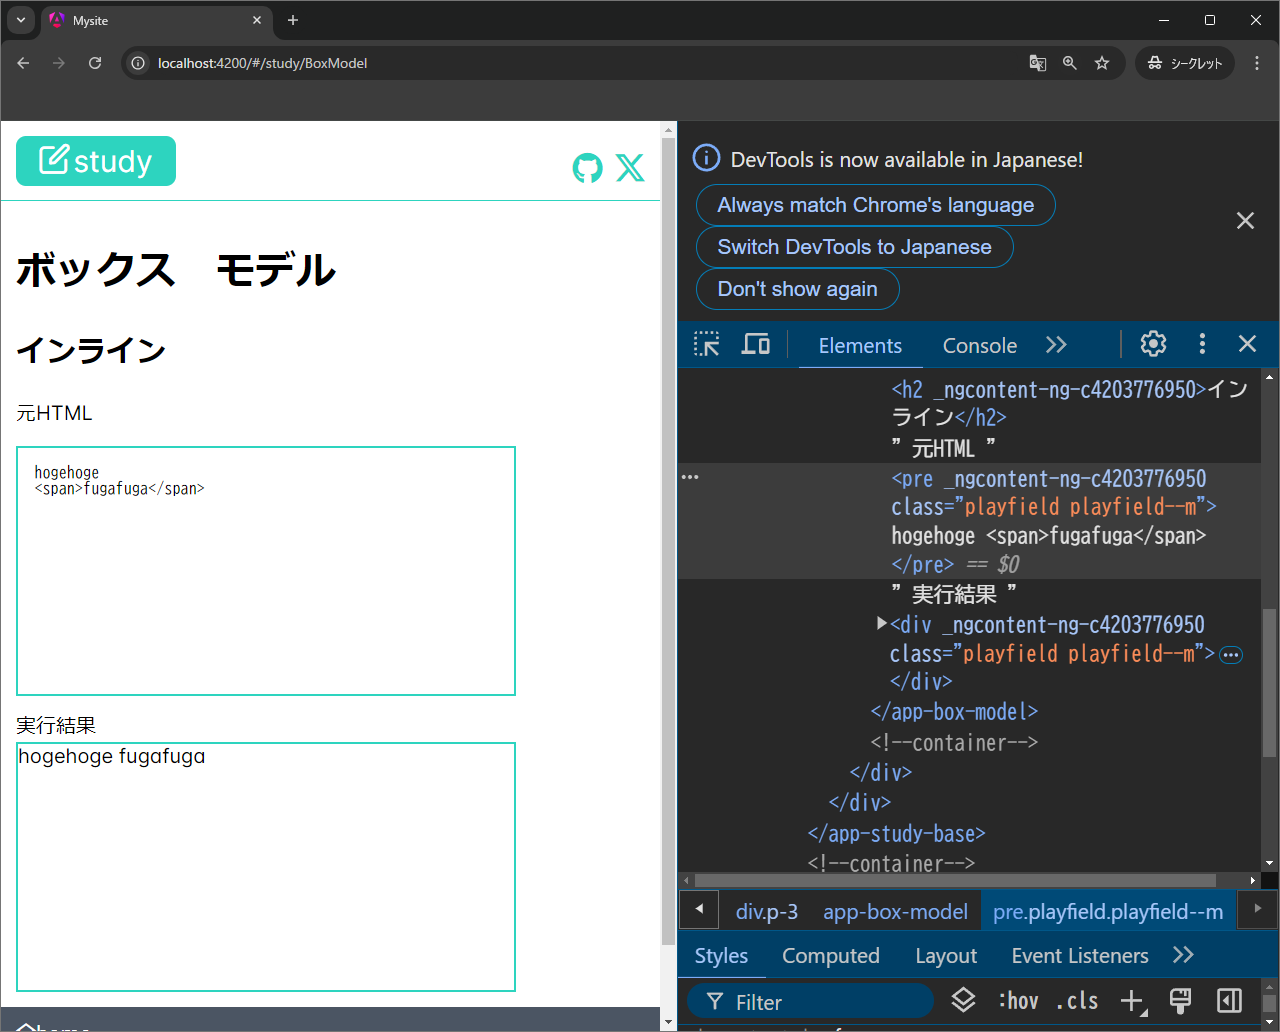 Mysite
localhost:4200/#/study/BoxModel
シークレット
study
ボックス　モデル
インライン
元HTML
hogehoge
<span>fugafuga</span>
実行結果
hogehoge fugafuga
DevTools is now available in Japanese!
Always match Chrome's language
Switch DevTools to Japanese
Don't show again
Elements
Console
<h2 _ngcontent-ng-c4203776950>イン
ライン</h2>
" 元HTML "
<pre _ngcontent-ng-c4203776950
class="playfield playfield--m">
hogehoge <span>fugafuga</span>
</pre> == $0
" 実行結果 "
<div _ngcontent-ng-c4203776950
class="playfield playfield--m">
</div>
</app-box-model>
<!--container-->
</div>
</div>
</app-study-base>
<!--container-->
div.p-3
app-box-model
pre.playfield.playfield--m
Styles
Computed
Layout
Event Listeners
Filter
:hov
.cls